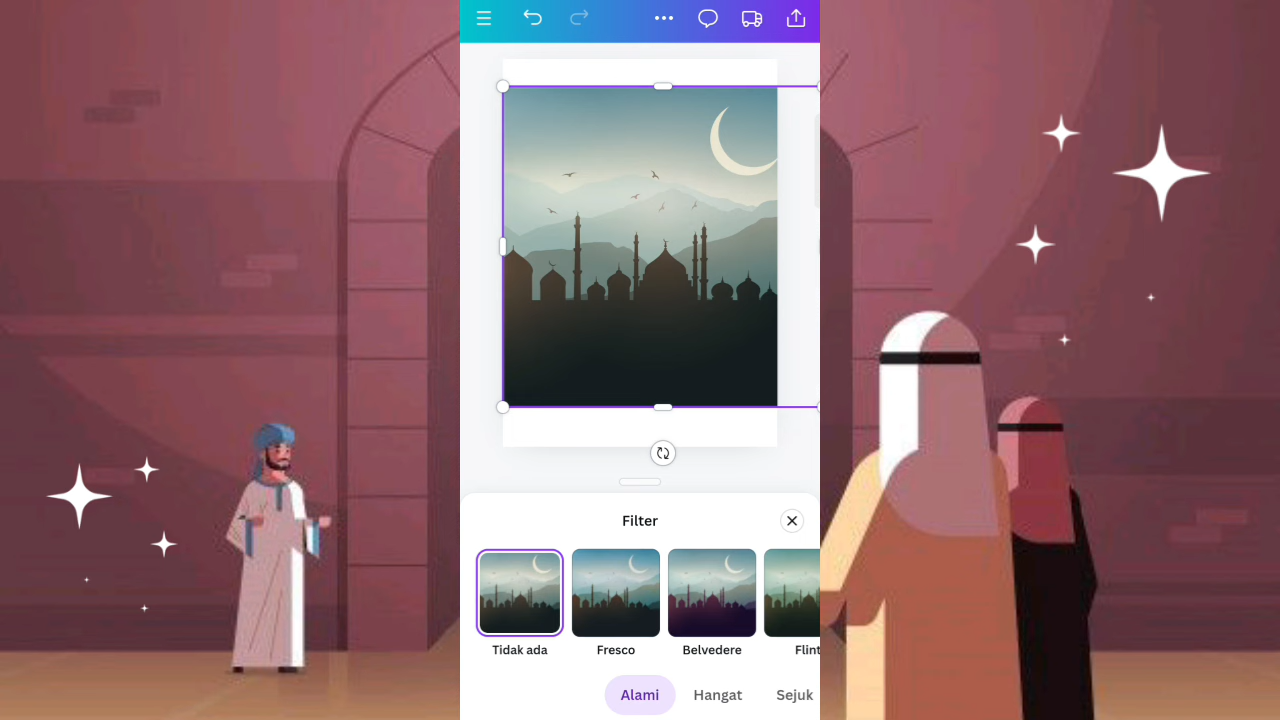 Filter
Tidak ada
Fresco
Belvedere
Flint
Alami
Hangat
Sejuk